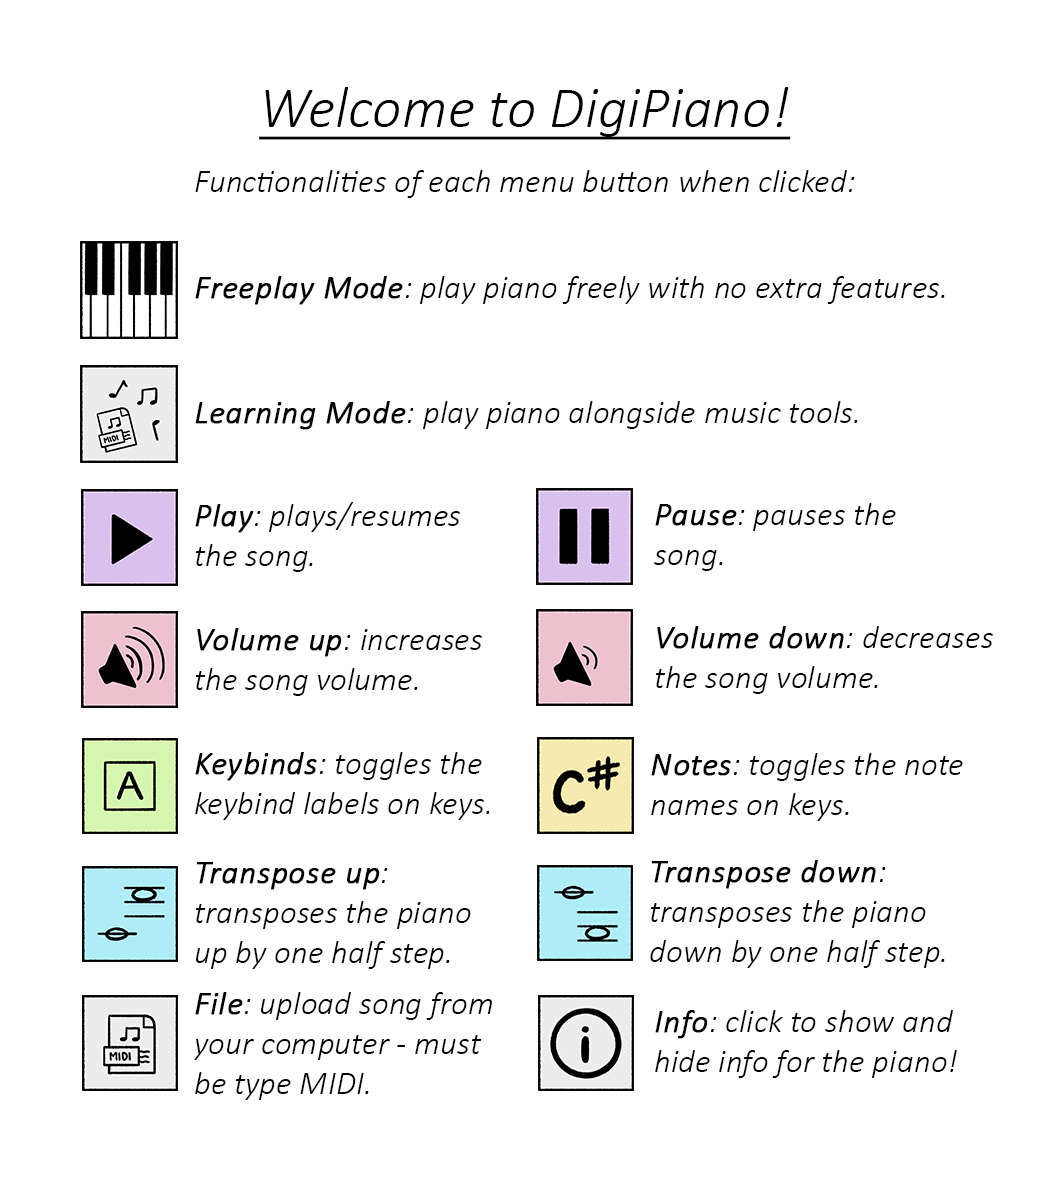 Welcome to DigiPiano!
Functionalities of each menu button when clicked:
Freeplay Mode: play piano freely with no extra features.
MIDI
Learning Mode: play piano alongside music tools.
Play: plays/resumes
the song.
Pause: pauses the
song.
Volume up: increases
the song volume.
Volume down: decreases
the song volume.
A
Keybinds: toggles the
keybind labels on keys.
C#
Notes: toggles the note
names on keys.
Transpose up:
transposes the piano
up by one half step.
Transpose down:
transposes the piano
down by one half step.
MIDI
File: upload song from
your computer - must
be type MIDI.
i
Info: click to show and
hide info for the piano!